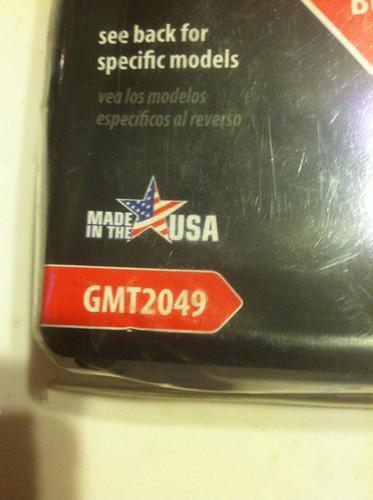 see back for
specific models
vea los modelos
específicos al reverso
MADE
IN THE
USA
GMT2049